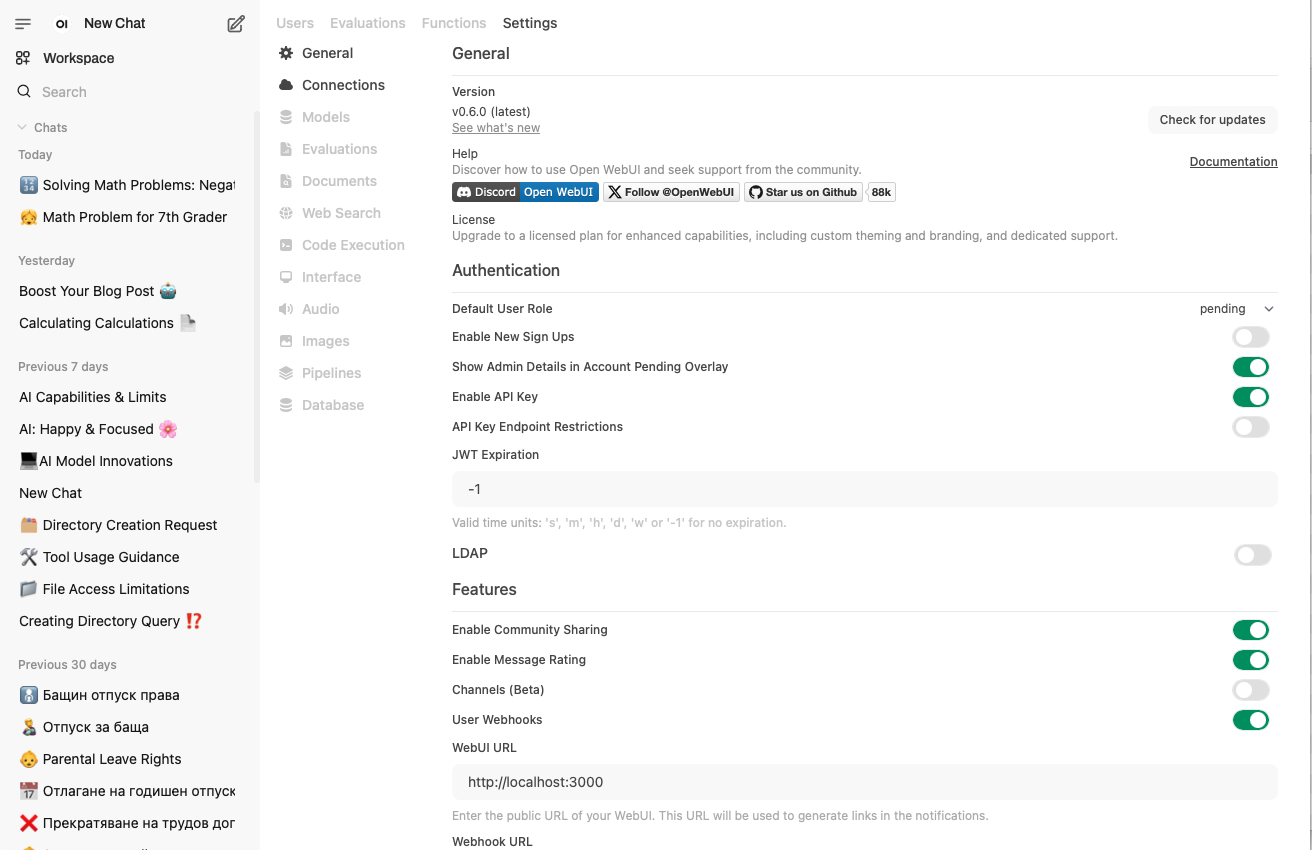 OI New Chat
Workspace
Search
Chats
Today
Solving Math Problems: Negat
Math Problem for 7th Grader
Yesterday
Boost Your Blog Post
Calculating Calculations
Previous 7 days
AI Capabilities & Limits
AI: Happy & Focused
AI Model Innovations
New Chat
Directory Creation Request
Tool Usage Guidance
File Access Limitations
Creating Directory Query ⁉️
Previous 30 days
Бащин отпуск права
Отпуск за баща
Parental Leave Rights
Отлагане на годишен отпуск
Прекратяване на трудов дог
Users Evaluations Functions Settings
General
Connections
Models
Evaluations
Documents
Web Search
Code Execution
Interface
Audio
Images
Pipelines
Database
General
Version
v0.6.0 (latest)
See what's new
Check for updates
Help
Discover how to use Open WebUI and seek support from the community.
Documentation
Discord Open WebUI Follow @OpenWebUI Star us on Github 88k
License
Upgrade to a licensed plan for enhanced capabilities, including custom theming and branding, and dedicated support.
Authentication
Default User Role pending
Enable New Sign Ups
Show Admin Details in Account Pending Overlay
Enable API Key
API Key Endpoint Restrictions
JWT Expiration
-1
Valid time units: 's', 'm', 'h', 'd', 'w' or '-1' for no expiration.
LDAP
Features
Enable Community Sharing
Enable Message Rating
Channels (Beta)
User Webhooks
WebUI URL
http://localhost:3000
Enter the public URL of your WebUI. This URL will be used to generate links in the notifications.
Webhook URL